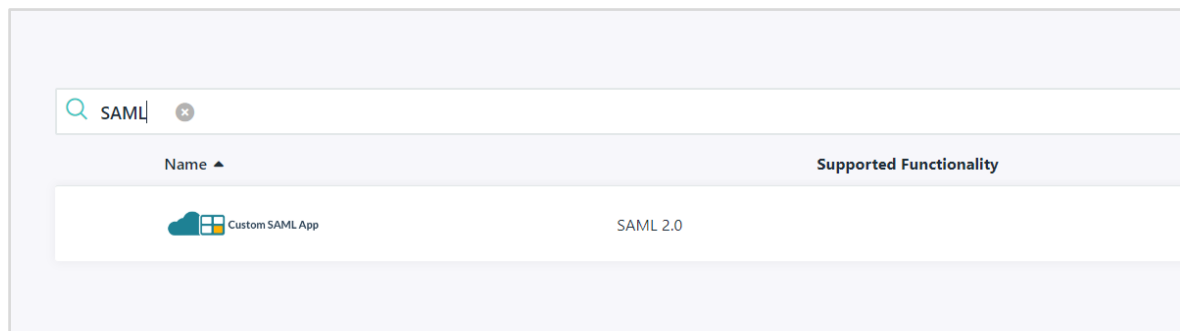 SAML
Name Supported Functionality
Custom SAML App SAML 2.0